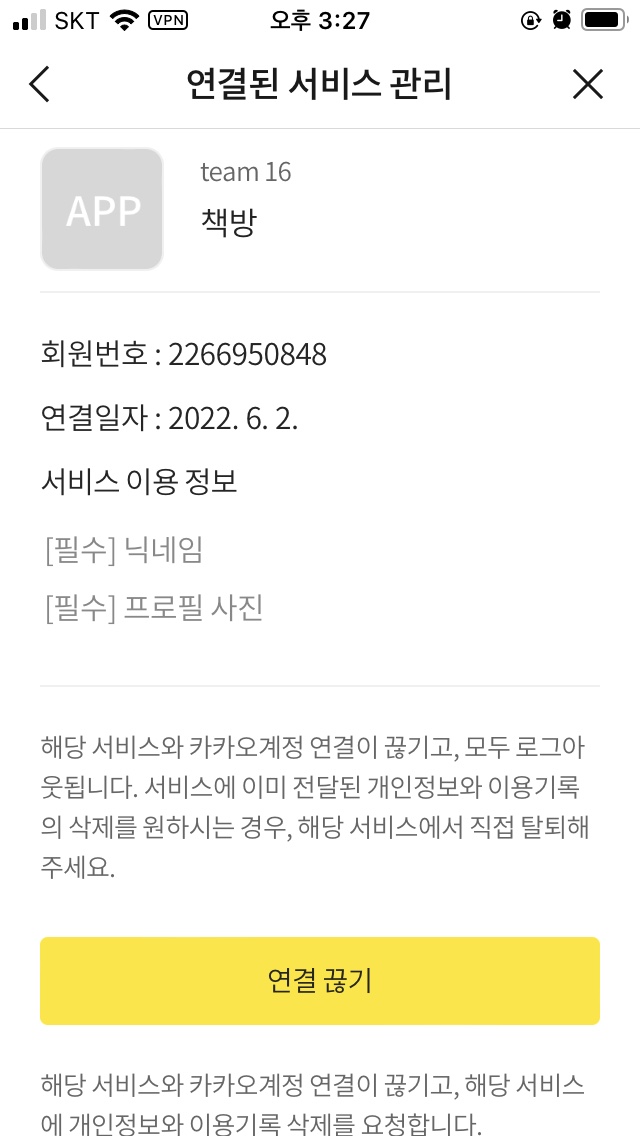 SKT VPN 오후 3:27
연결된 서비스 관리
APP
team 16
책방
회원번호 : 2266950848
연결일자 : 2022. 6. 2.
서비스 이용 정보
[필수] 닉네임
[필수] 프로필 사진
해당 서비스와 카카오계정 연결이 끊기고, 모두 로그아
웃됩니다. 서비스에 이미 전달된 개인정보와 이용기록
의 삭제를 원하시는 경우, 해당 서비스에서 직접 탈퇴해
주세요.
연결 끊기
해당 서비스와 카카오계정 연결이 끊기고, 해당 서비스
에 개인정보와 이용기록 삭제를 요청합니다.